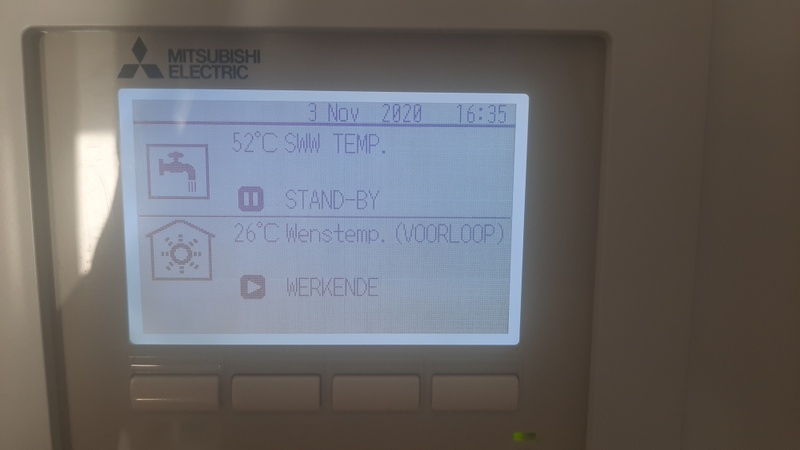 MITSUBISHI
ELECTRIC
3 Nov 2020 16:35
52°C SWW TEMP.
STAND-BY
26°C Wenstemp. (VOORLOOP)
WERKENDE